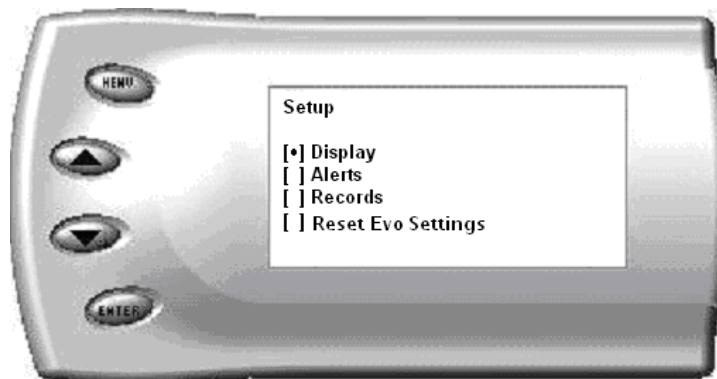 MENU
Setup
[•] Display
[ ] Alerts
[ ] Records
[ ] Reset Evo Settings
ENTER